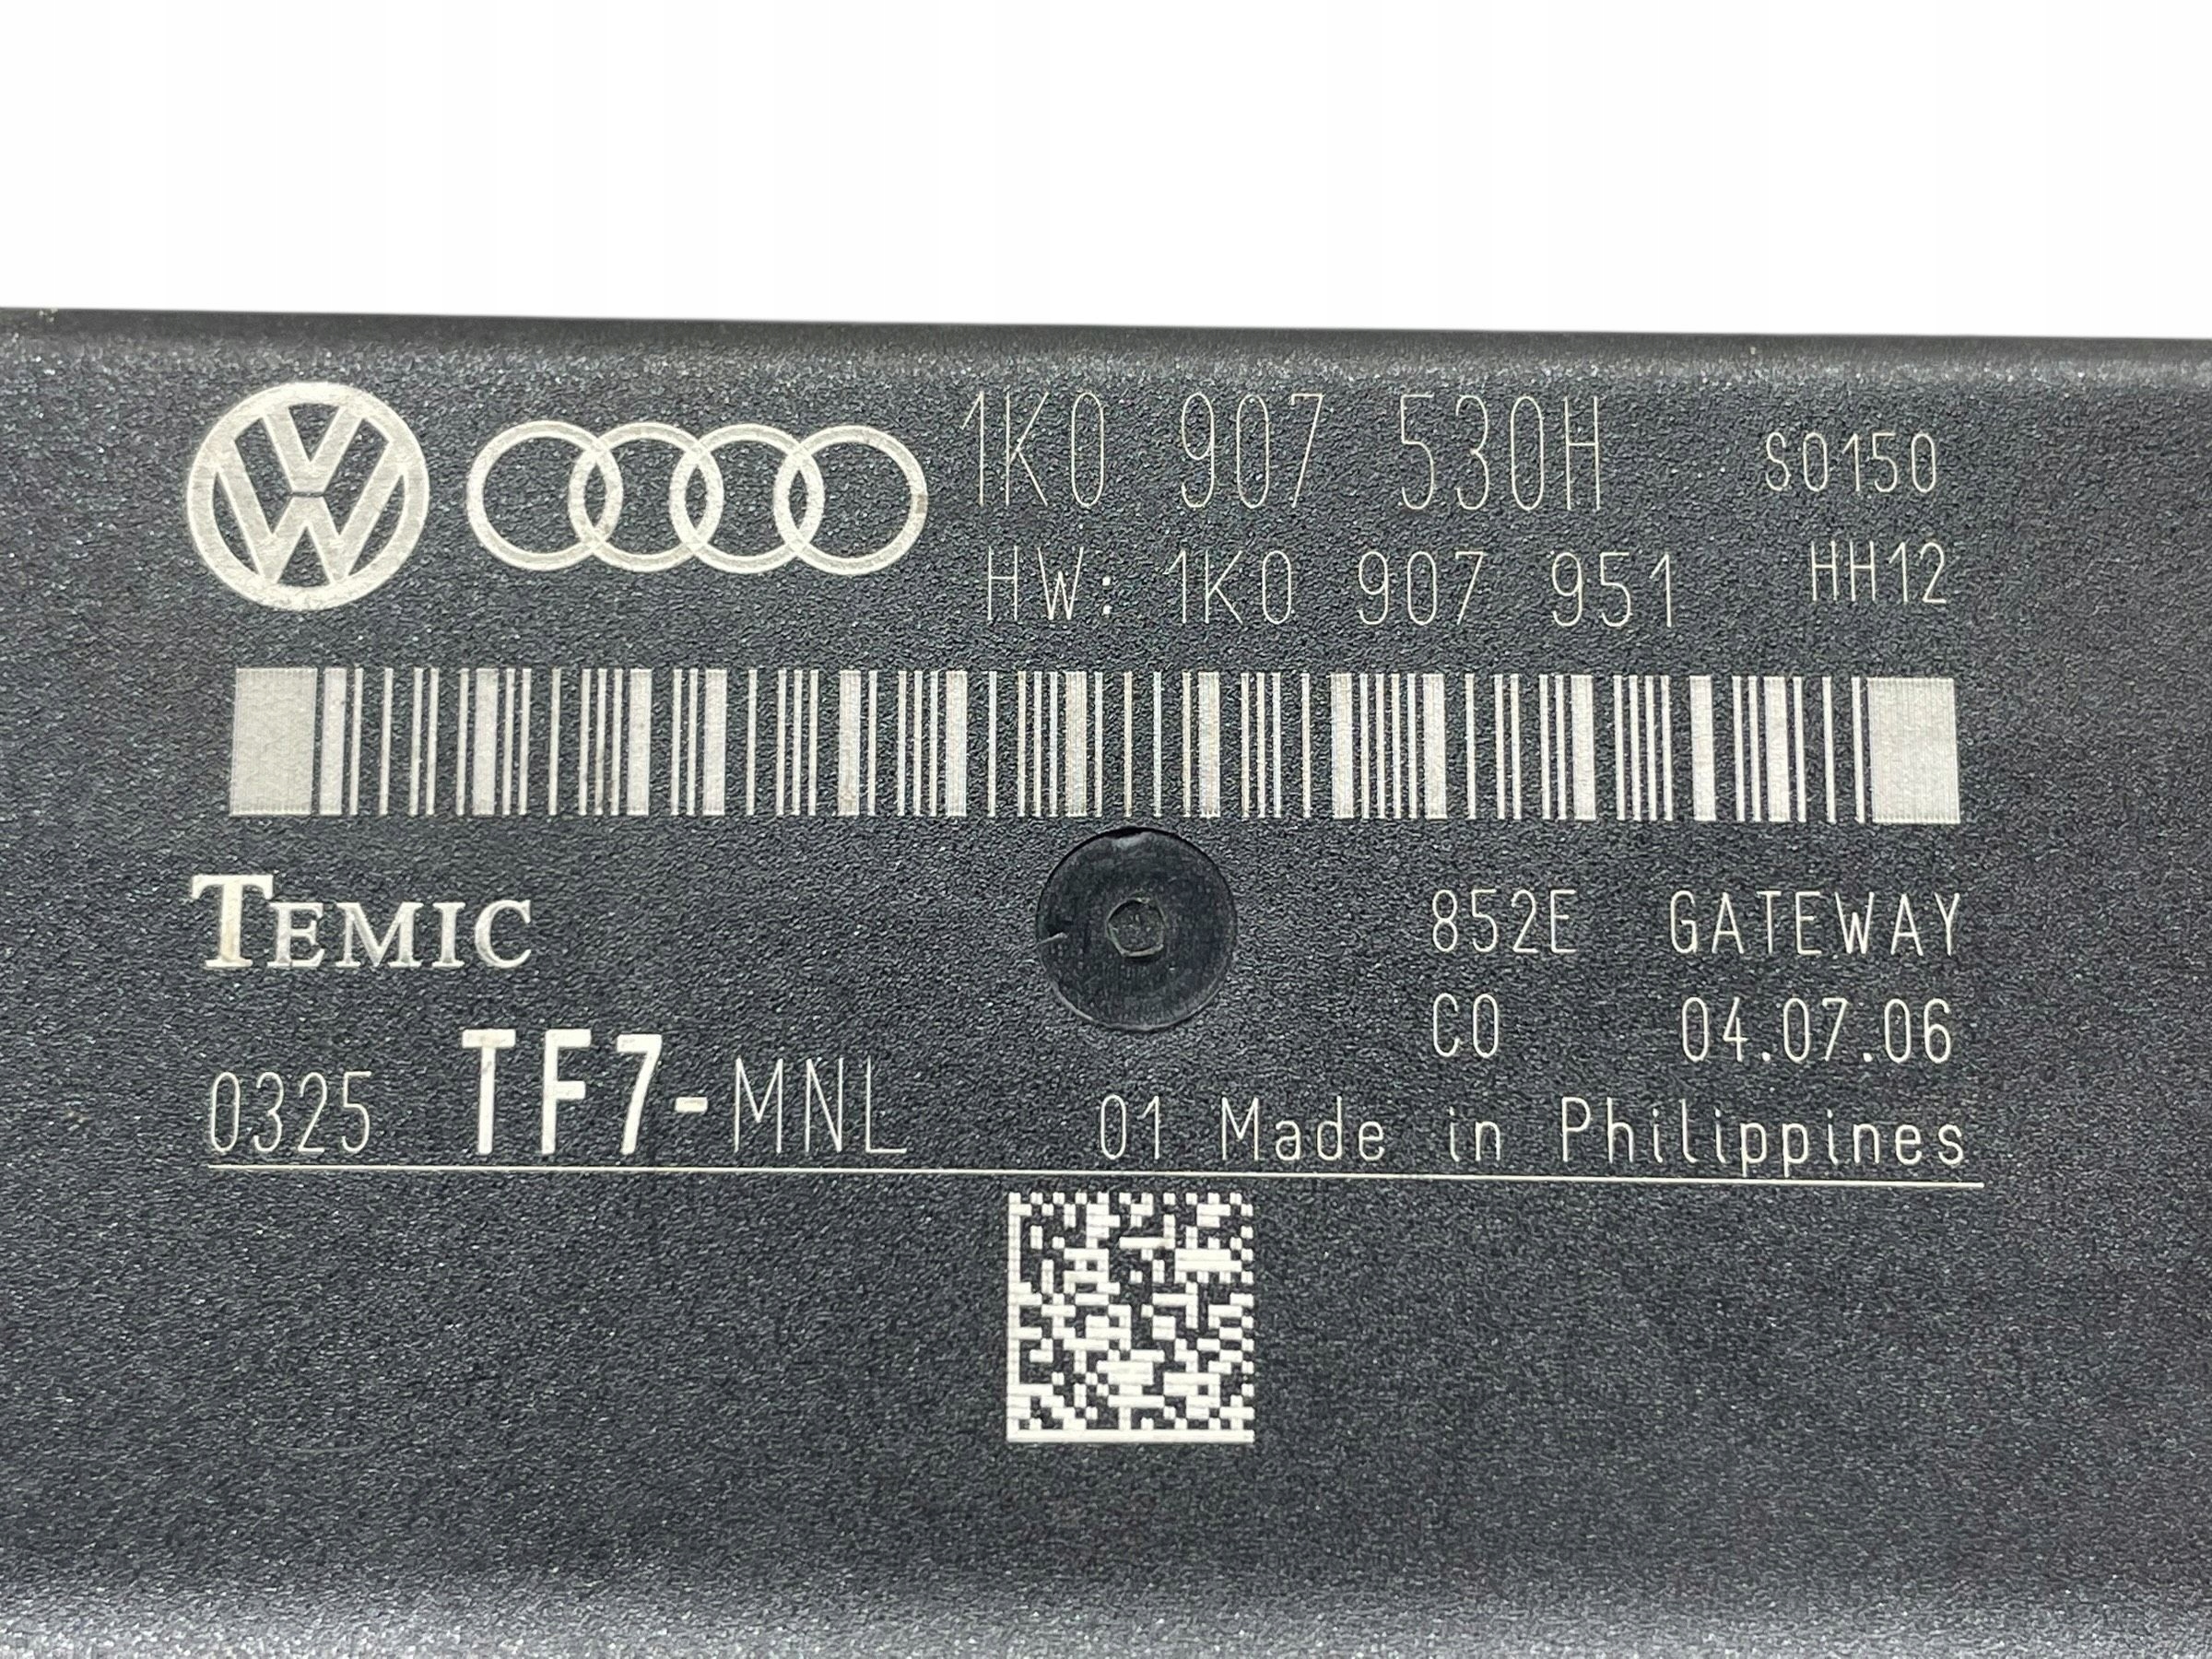 1K0 907 530H S0150
HW: 1K0 907 951 HH12
TEMIC 852E GATEWAY
C0 04.07.06
0325 TF7-MNL 01 Made in Philippines